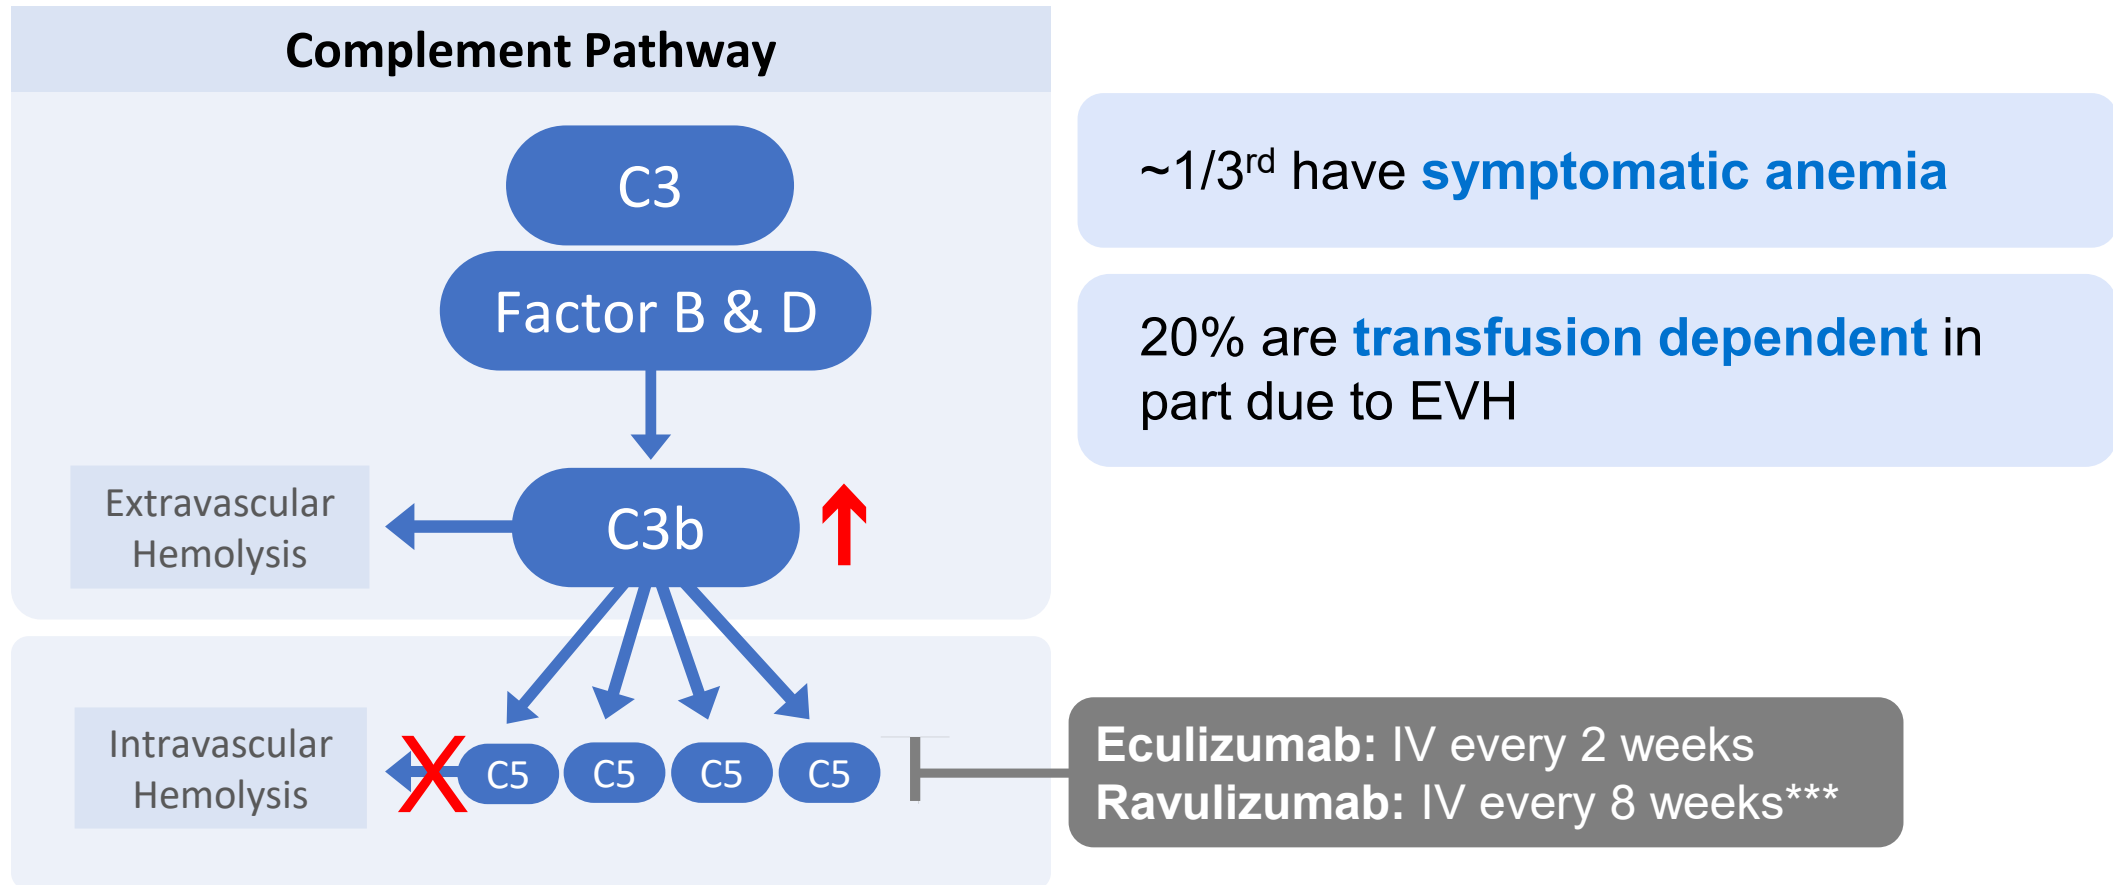 Complement Pathway
C3
Factor B & D
C3b
Extravascular
Hemolysis
Intravascular
Hemolysis
X
C5 C5 C5 C5
~1/3rd have symptomatic anemia
20% are transfusion dependent in
part due to EVH
Eculizumab: IV every 2 weeks
Ravulizumab: IV every 8 weeks***